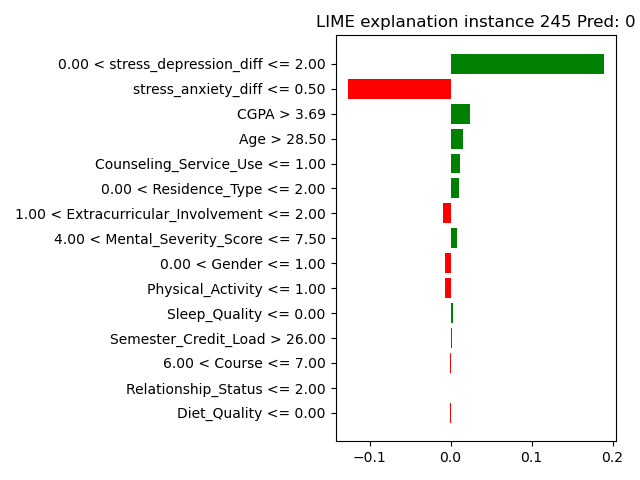 LIME explanation instance 245 Pred: 0
0.00 < stress_depression_diff <= 2.00
stress_anxiety_diff <= 0.50
CGPA > 3.69
Age > 28.50
Counseling_Service_Use <= 1.00
0.00 < Residence_Type <= 2.00
1.00 < Extracurricular_Involvement <= 2.00
4.00 < Mental_Severity_Score <= 7.50
0.00 < Gender <= 1.00
Physical_Activity <= 1.00
Sleep_Quality <= 0.00
Semester_Credit_Load > 26.00
6.00 < Course <= 7.00
Relationship_Status <= 2.00
Diet_Quality <= 0.00
−0.1 0.0 0.1 0.2